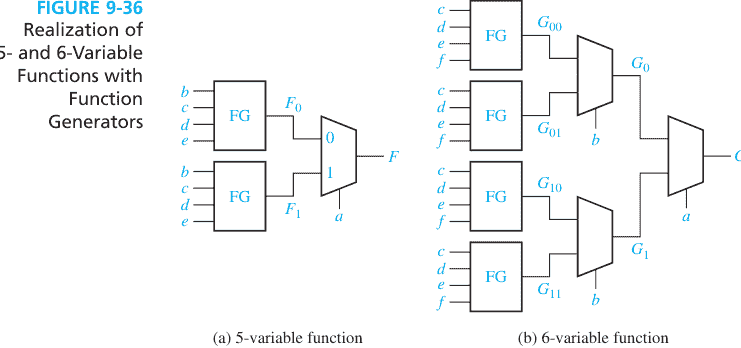 FIGURE 9-36
Realization of
5- and 6-Variable
Functions with
Function
Generators
b
c
d
e
FG
F0
b
c
d
e
FG
F1
0
1
a
F
(a) 5-variable function
c
d
e
f
FG
G00
c
d
e
f
FG
G01
b
G0
c
d
e
f
FG
G10
c
d
e
f
FG
G11
b
G1
a
(b) 6-variable function